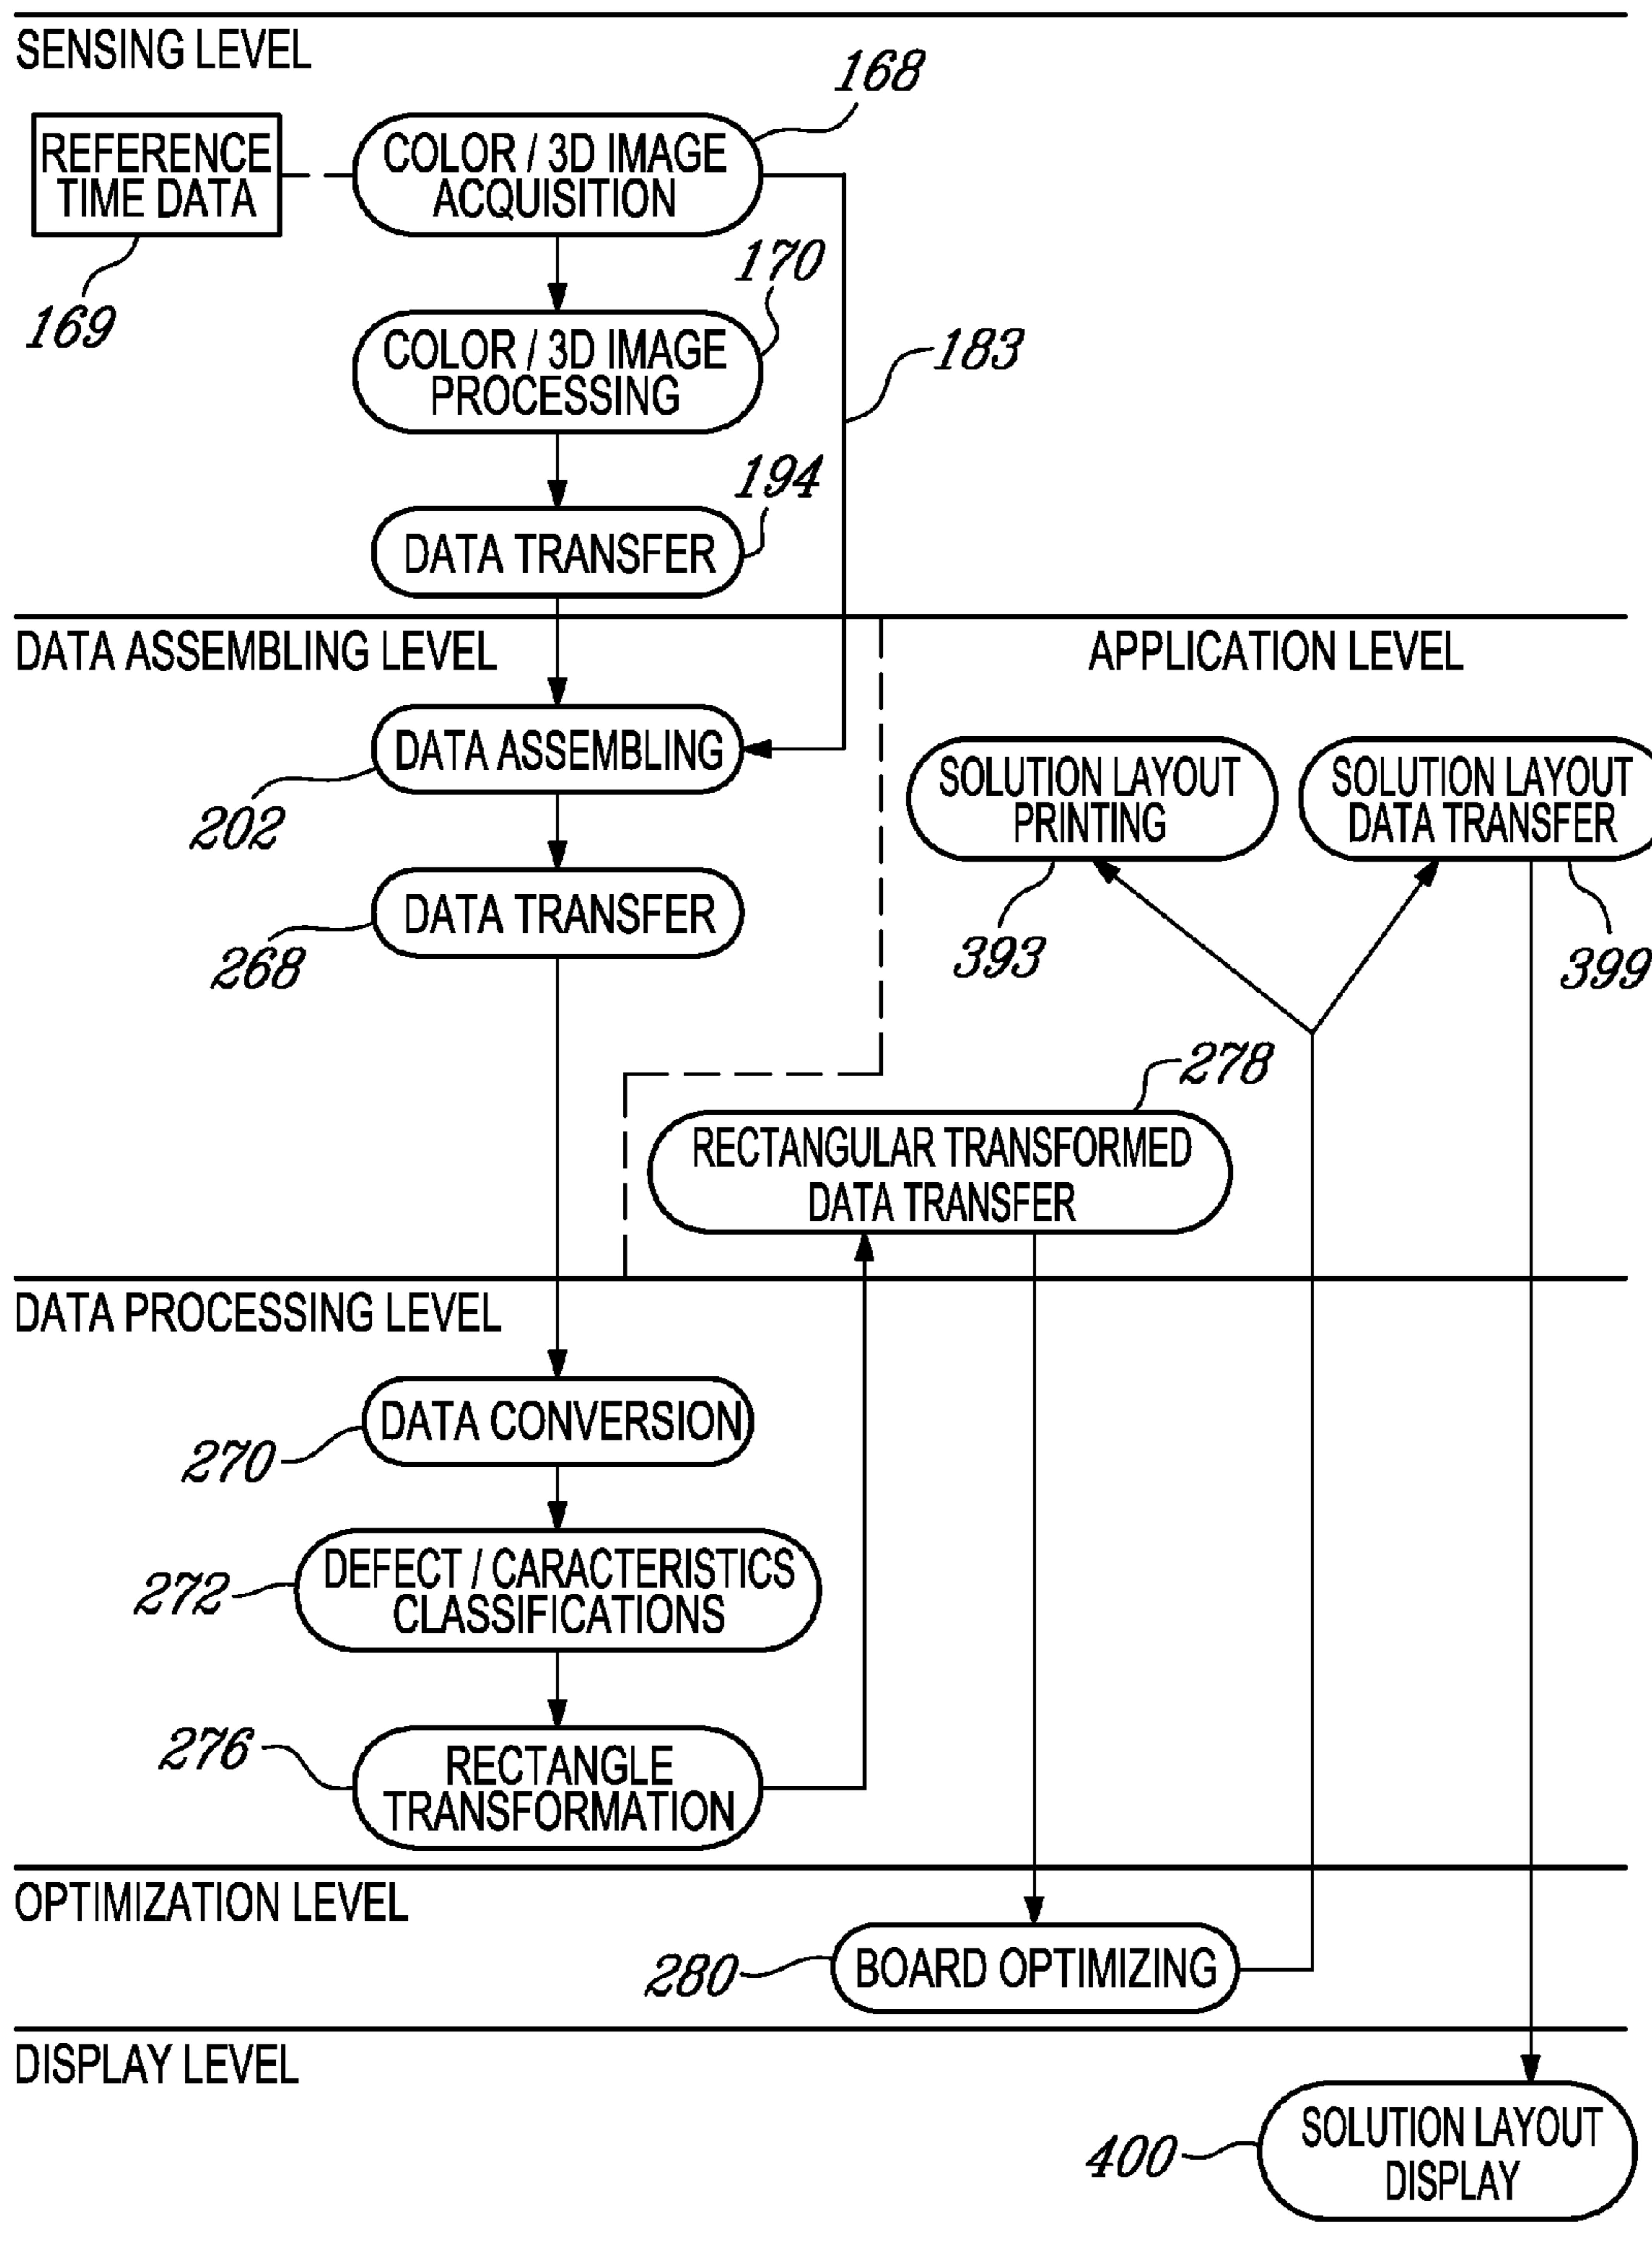 SENSING LEVEL
168
REFERENCE
TIME DATA
COLOR / 3D IMAGE
ACQUISITION
169
170
COLOR / 3D IMAGE
PROCESSING
183
194
DATA TRANSFER
DATA ASSEMBLING LEVEL
APPLICATION LEVEL
DATA ASSEMBLING
202
SOLUTION LAYOUT
PRINTING
SOLUTION LAYOUT
DATA TRANSFER
DATA TRANSFER
268
393
399
278
RECTANGULAR TRANSFORMED
DATA TRANSFER
DATA PROCESSING LEVEL
DATA CONVERSION
270
DEFECT / CARACTERISTICS
CLASSIFICATIONS
272
276
RECTANGLE
TRANSFORMATION
OPTIMIZATION LEVEL
280
BOARD OPTIMIZING
DISPLAY LEVEL
400
SOLUTION LAYOUT
DISPLAY